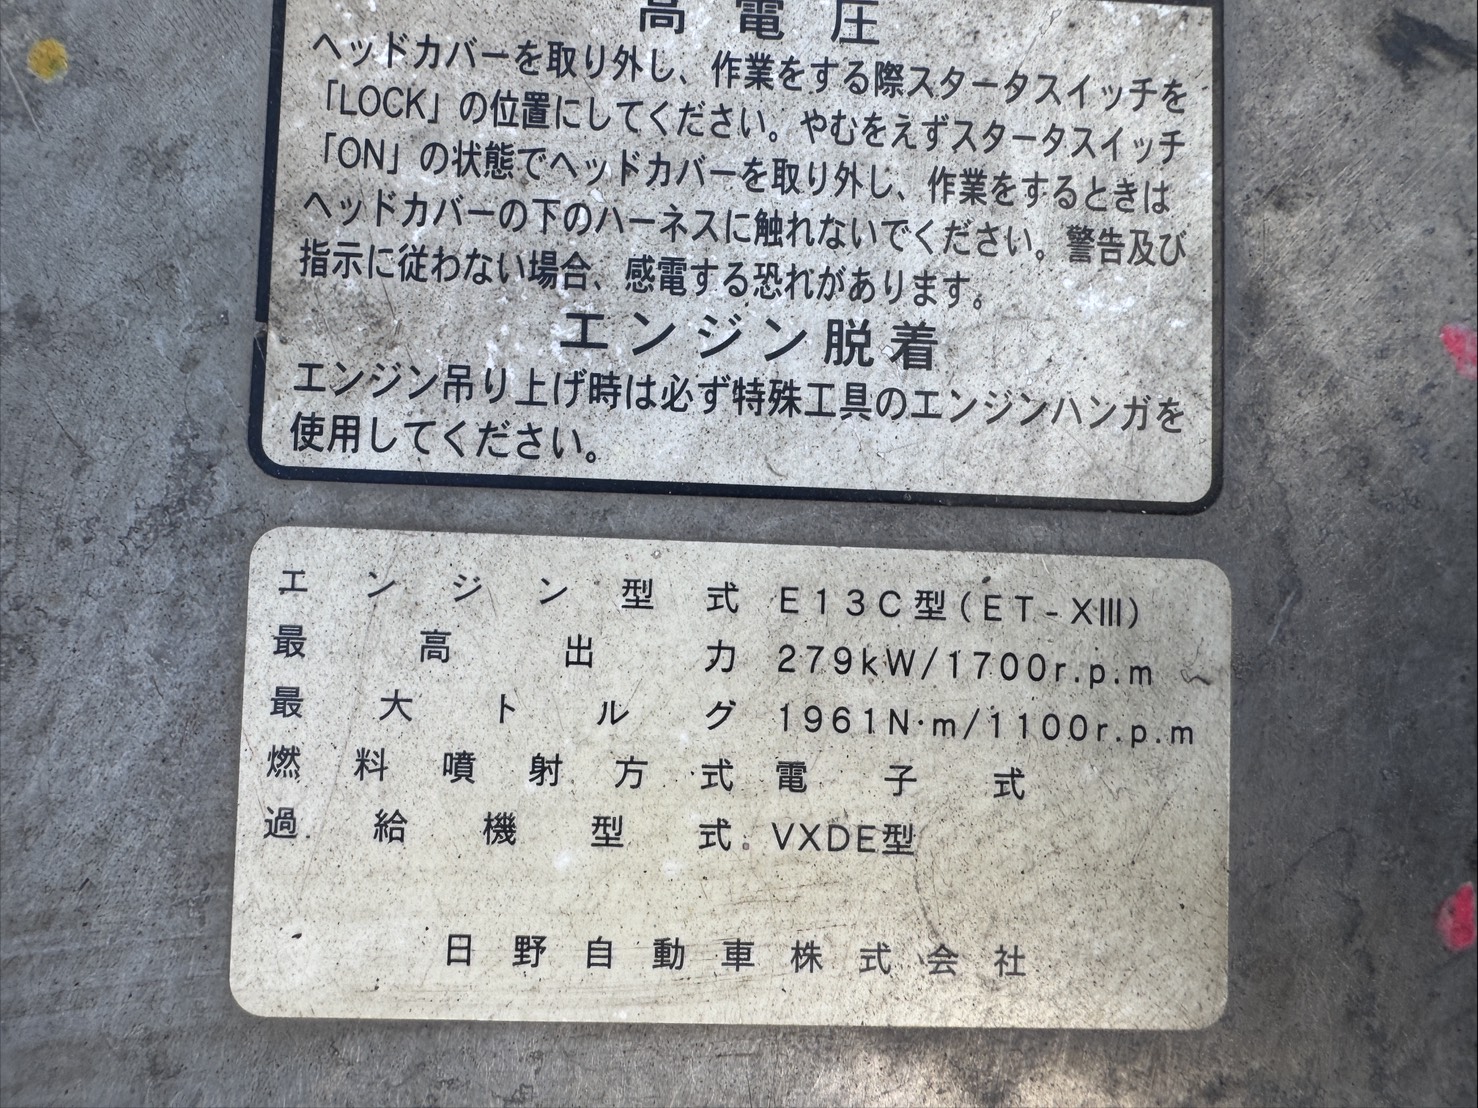 高電圧
ヘッドカバーを取り外し、作業をする際スタータスイッチを
「LOCK」の位置にしてください。やむをえずスタータスイッチ
「ON」の状態でヘッドカバーを取り外し、作業をするときは
ヘッドカバーの下のハーネスに触れないでください。警告及び
指示に従わない場合、感電する恐れがあります。
エンジン脱着
エンジン吊り上げ時は必ず特殊工具のエンジンハンガを
使用してください。
エンジン型式 E13C型(ET-XⅢ)
最高出力 279kW/1700r.p.m
最大トルグ 1961N·m/1100r.p.m
燃料噴射方式 電子式
過給機型式 VXDE型
日野自動車株式会社